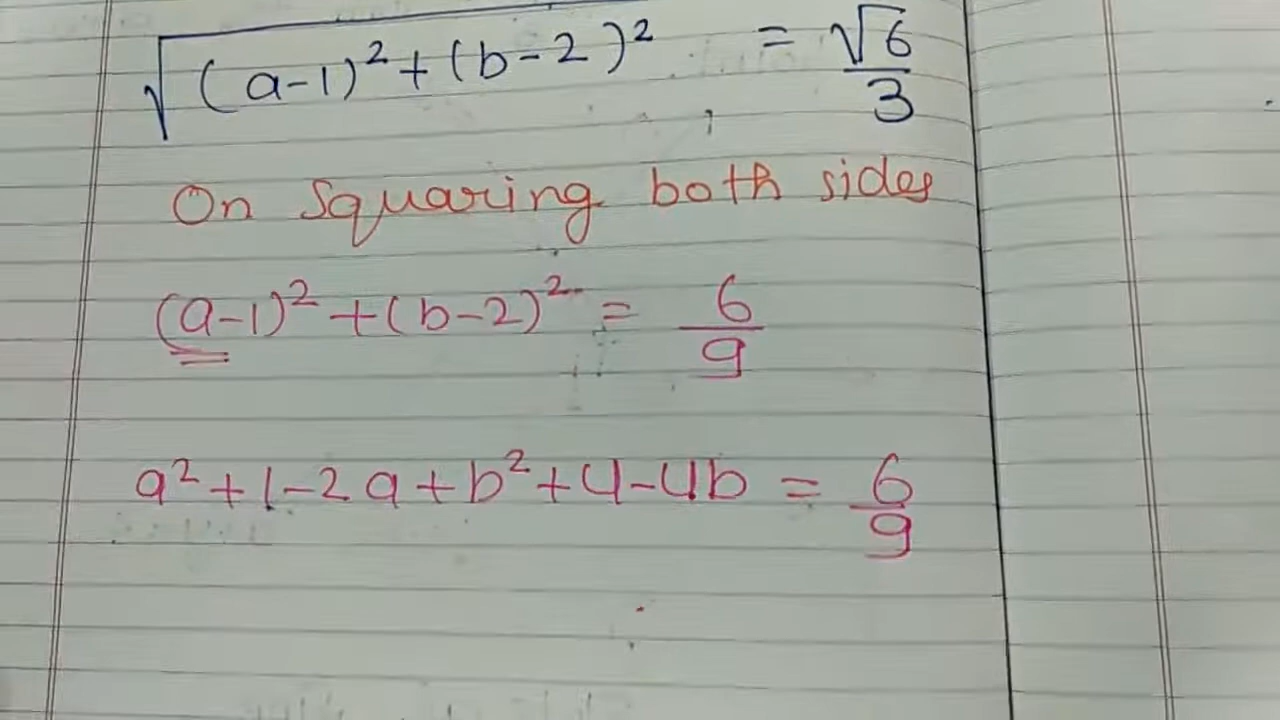 √(a-1)² + (b-2)² = √6/3
On Squaring both sides
(a-1)² + (b-2)² = 6/9
a² + 1 - 2a + b² + 4 - 4b = 6/9